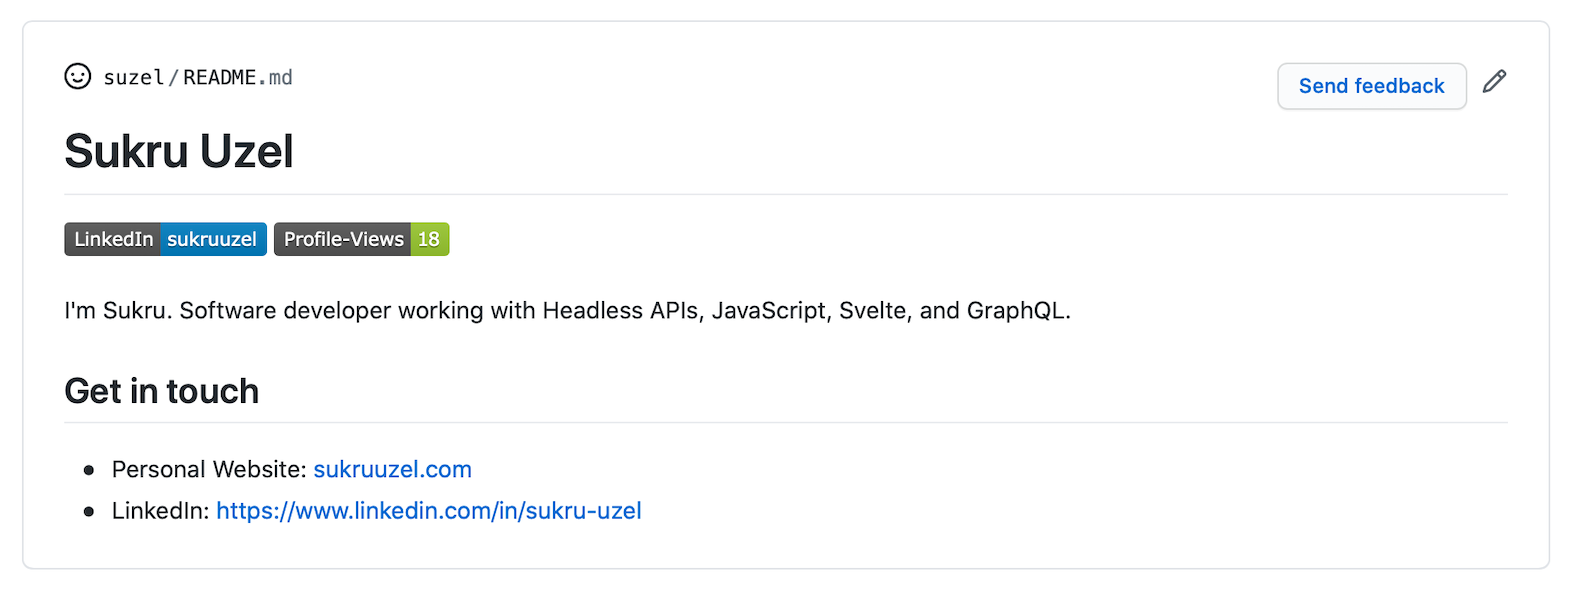 suzel/README.md
Send feedback
Sukru Uzel
LinkedIn sukruuzel Profile-Views 18
I'm Sukru. Software developer working with Headless APIs, JavaScript, Svelte, and GraphQL.
Get in touch
Personal Website: sukruuzel.com
LinkedIn: https://www.linkedin.com/in/sukru-uzel